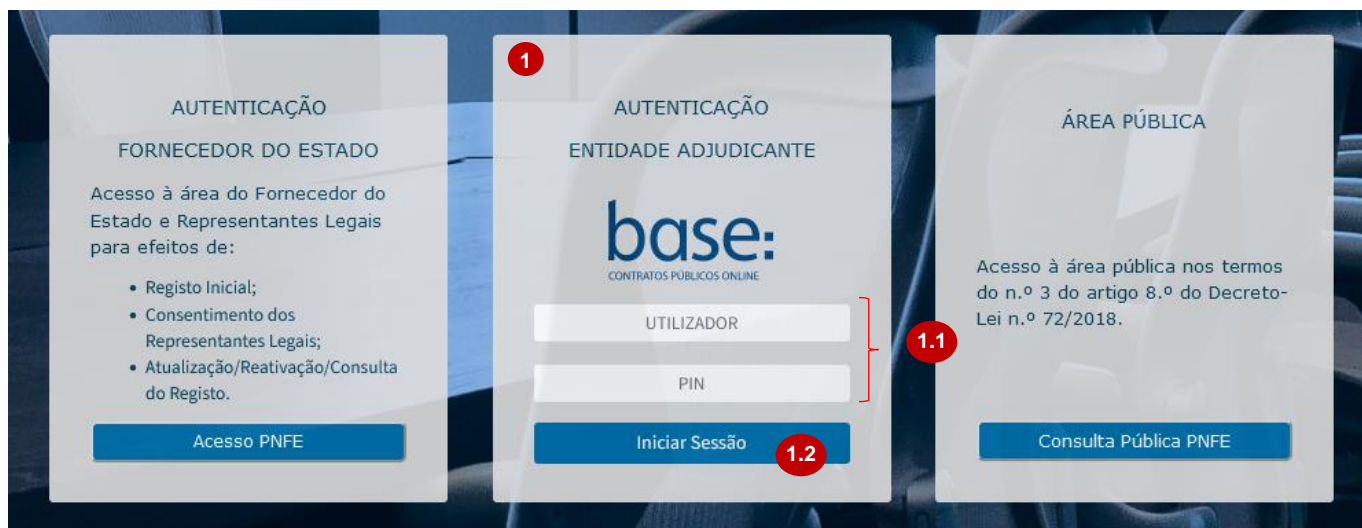 AUTENTICAÇÃO
FORNECEDOR DO ESTADO
Acesso à área do Fornecedor do
Estado e Representantes Legais
para efeitos de:
• Registo Inicial;
• Consentimento dos
Representantes Legais;
• Atualização/Reativação/Consulta
do Registo.
Acesso PNFE
1
AUTENTICAÇÃO
ENTIDADE ADJUDICANTE
base:
CONTRATOS PÚBLICOS ONLINE
UTILIZADOR
PIN
1.1
Iniciar Sessão
1.2
ÁREA PÚBLICA
Acesso à área pública nos termos
do n.º 3 do artigo 8.º do Decreto-
Lei n.º 72/2018.
Consulta Pública PNFE